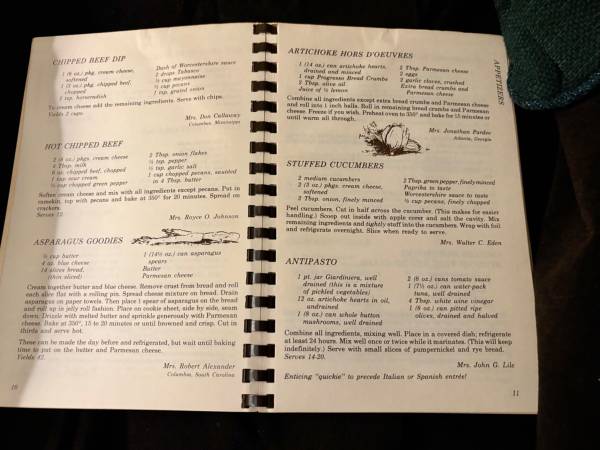 CHIPPED BEEF DIP
1 (8 oz.) pkg. cream cheese,
softened
1 (3 oz.) pkg. chipped beef,
chopped
1 tsp. horseradish
Dash of Worcestershire sauce
2 drops Tabasco
cup mayonnaise
cup pecans
1 tsp. grated onion
To cream cheese add the remaining ingredients. Serve with chips.
Yields 2 cups.
Mrs. Don Callaway
Columbus, Mississippi
HOT CHIPPED BEEF
2 (8 oz.) pkgs. cream cheese
4 Tbsp. milk
6 oz. chipped beef, chopped
1 cup sour cream
cup chopped green pepper
2 Tbsp. onion flakes
tsp. pepper
tsp. garlic salt
1 cup chopped pecans, sautéed
in 4 Tbsp. butter
Soften cream cheese and mix with all ingredients except pecans. Put in
ramekin, top with pecans and bake at 350° for 20 minutes. Spread on
crackers.
Serves 12.
Mrs. Royce O. Johnson
ASPARAGUS GOODIES
cup butter
4 oz. blue cheese
14 slices bread,
(thin sliced)
1 (14½ oz.) can asparagus
spears
Butter
Parmesan cheese
Cream together butter and blue cheese. Remove crust from bread and roll
each slice flat with a rolling pin. Spread cheese mixture on bread. Drain
asparagus on paper towels. Then place 1 spear of asparagus on the bread
and roll up in jelly roll fashion. Place on cookie sheet, side by side, seam
down. Drizzle with melted butter and sprinkle generously with Parmesan
cheese. Bake at 350°, 15 to 20 minutes or until browned and crisp. Cut in
thirds and serve hot.
These can be made the day before and refrigerated, but wait until baking
time to put on the butter and Parmesan cheese.
Yields 42.
Mrs. Robert Alexander
Columbia, South Carolina
10
APPETIZERS
ARTICHOKE HORS D'OEUVRES
1 (14 oz.) can artichoke hearts,
drained and minced
1 cup Progresso Bread Crumbs
2 Tbsp. olive oil
Juice of ½ lemon
2 Tbsp. Parmesan cheese
2 eggs
2 garlic cloves, crushed
Extra bread crumbs and
Parmesan cheese
Combine all ingredients except extra bread crumbs and Parmesan cheese
and roll into 1 inch balls. Roll in remaining bread crumbs and Parmesan
cheese. Freeze if you wish. Preheat oven to 350° and bake for 15 minutes or
until warm all through.
Mrs. Jonathan Pardee
Atlanta, Georgia
STUFFED CUCUMBERS
2 medium cucumbers
2 (3 oz.) pkgs. cream cheese,
softened
3 Tbsp. onion, finely minced
2 Tbsp. green pepper, finely minced
Paprika to taste
Worcestershire sauce to taste
½ cup pecans, finely chopped
Peel cucumbers. Cut in half across the cucumber. (This makes for easier
handling.) Scoop out inside with apple corer and salt the cavity. Mix
remaining ingredients and tightly stuff into the cucumbers. Wrap with foil
and refrigerate overnight. Slice when ready to serve.
Mrs. Walter C. Eden
ANTIPASTO
1 pt. jar Giardiniera, well
drained (this is a mixture
of pickled vegetables)
12 oz. artichoke hearts in oil,
undrained
1 (8 oz.) can whole button
mushrooms, well drained
2 (6 oz.) cans tomato sauce
1 (7½ oz.) can water-pack
tuna, well drained
4 Tbsp. white wine vinegar
1 (8 oz.) can pitted ripe
olives, drained and halved
Combine all ingredients, mixing well. Place in a covered dish; refrigerate
at least 24 hours. Mix well once or twice while it marinates. (This will keep
indefinitely.) Serve with small slices of pumpernickel and rye bread.
Serves 14-20.
Mrs. John G. Lile
Enticing "quickie" to precede Italian or Spanish entrée!
11